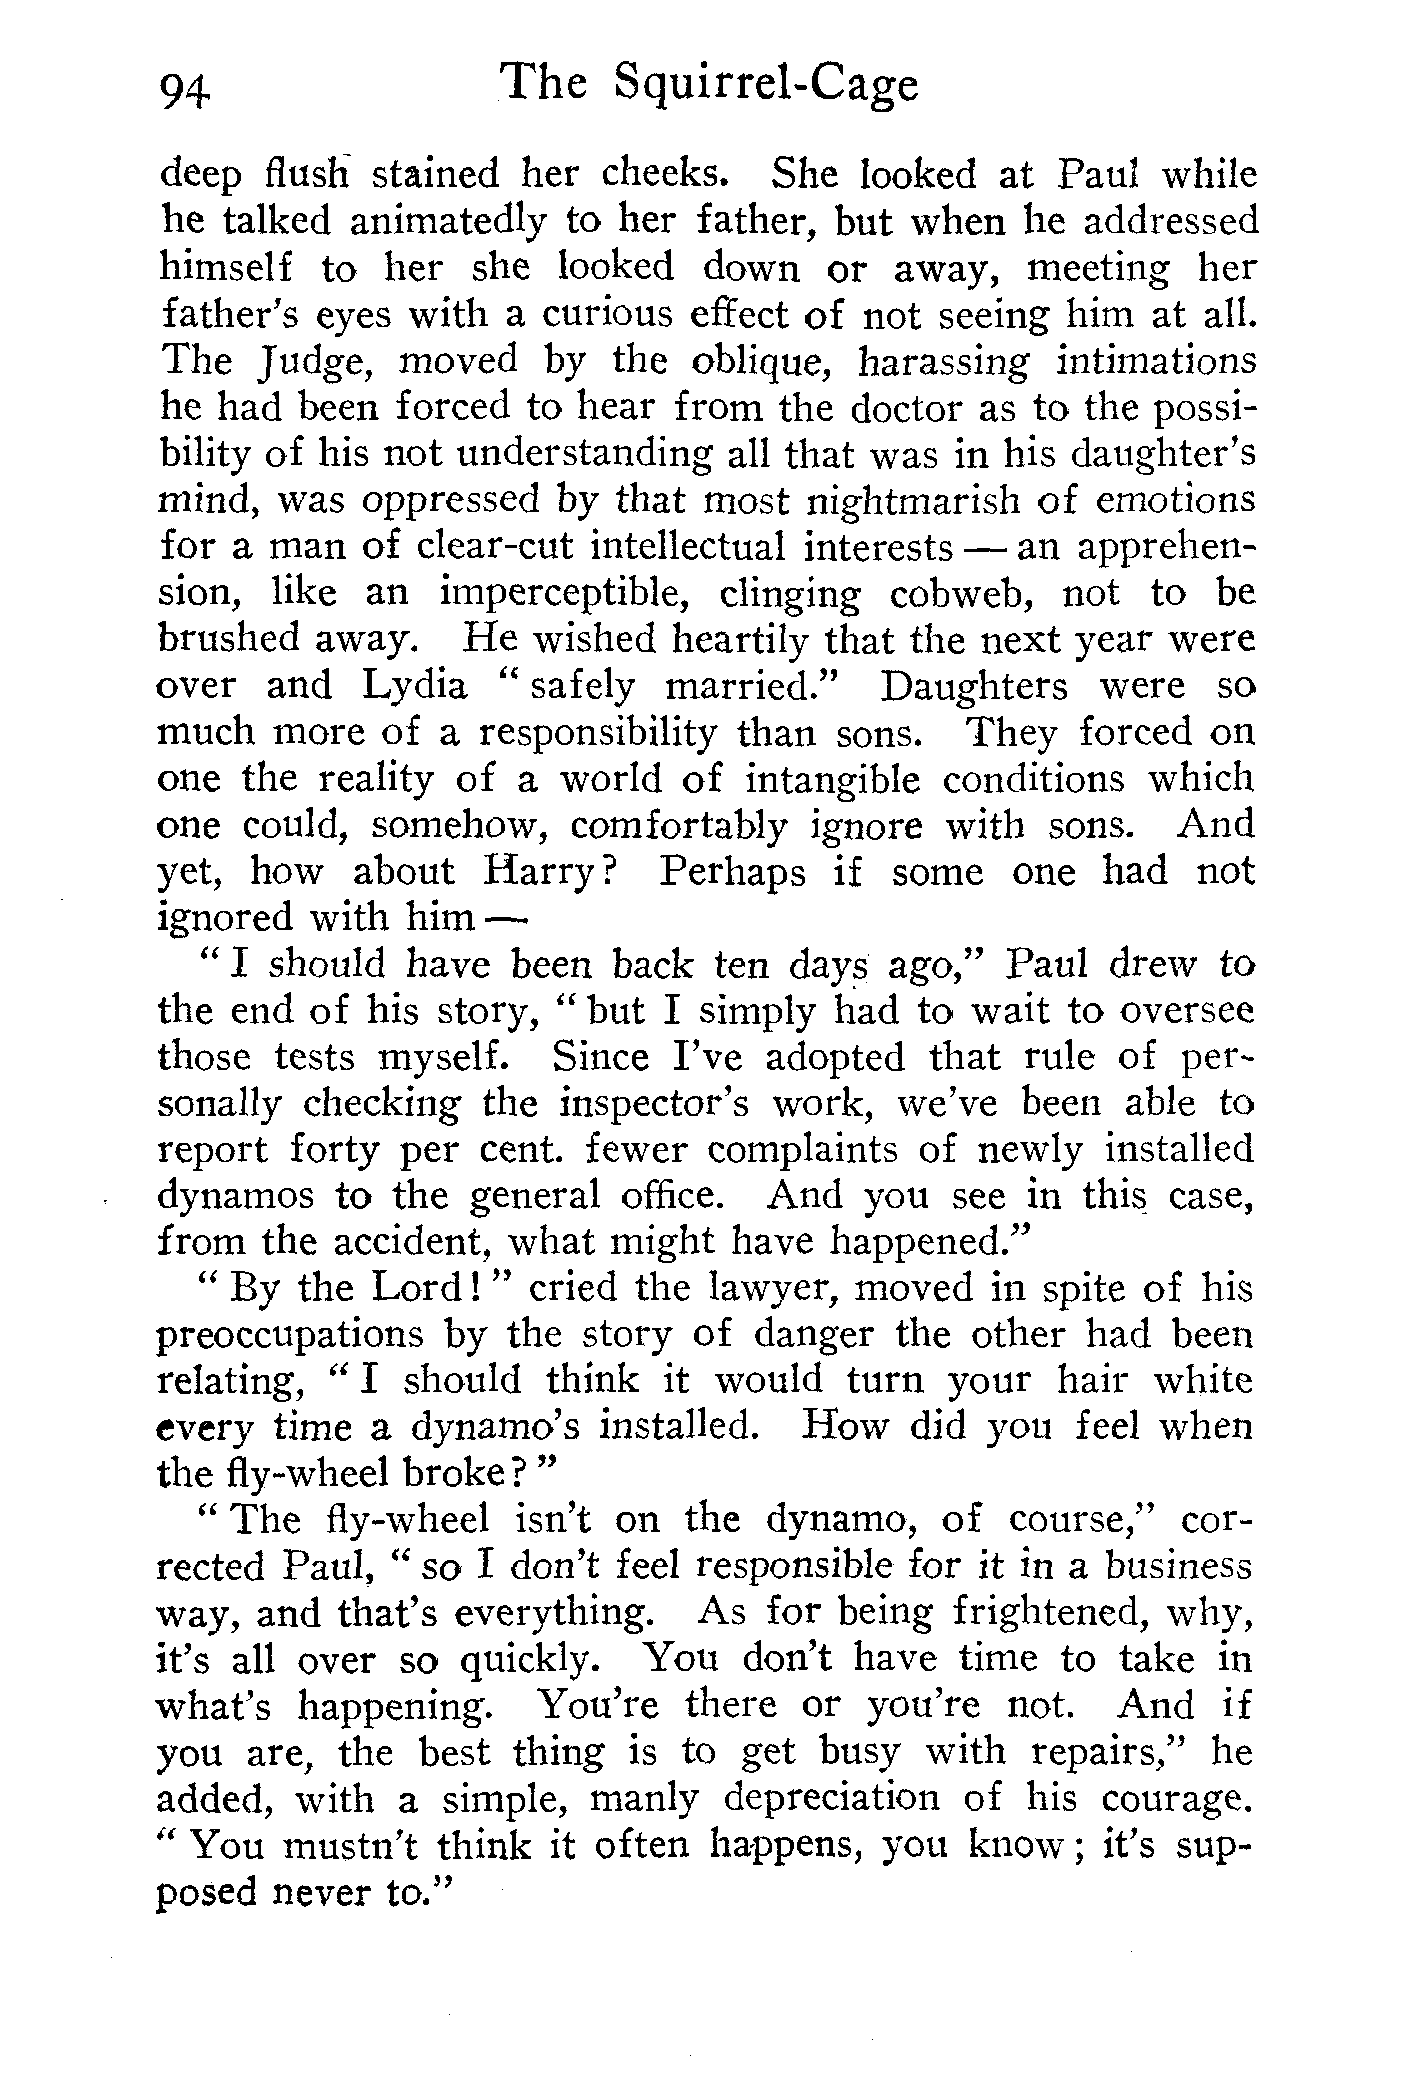 94 The Squirrel-Cage
deep flush stained her cheeks. She looked at Paul while
he talked animatedly to her father, but when he addressed
himself to her she looked down or away, meeting her
father's eyes with a curious effect of not seeing him at all.
The Judge, moved by the oblique, harassing intimations
he had been forced to hear from the doctor as to the possi-
bility of his not understanding all that was in his daughter's
mind, was oppressed by that most nightmarish of emotions
for a man of clear-cut intellectual interests — an apprehen-
sion, like an imperceptible, clinging cobweb, not to be
brushed away. He wished heartily that the next year were
over and Lydia " safely married." Daughters were so
much more of a responsibility than sons. They forced on
one the reality of a world of intangible conditions which
one could, somehow, comfortably ignore with sons. And
yet, how about Harry? Perhaps if some one had not
ignored with him —
" I should have been back ten days ago," Paul drew to
the end of his story, " but I simply had to wait to oversee
those tests myself. Since I've adopted that rule of per-
sonally checking the inspector's work, we've been able to
report forty per cent. fewer complaints of newly installed
dynamos to the general office. And you see in this case,
from the accident, what might have happened."
" By the Lord! " cried the lawyer, moved in spite of his
preoccupations by the story of danger the other had been
relating, " I should think it would turn your hair white
every time a dynamo's installed. How did you feel when
the fly-wheel broke? "
" The fly-wheel isn't on the dynamo, of course," cor-
rected Paul, " so I don't feel responsible for it in a business
way, and that's everything. As for being frightened, why,
it's all over so quickly. You don't have time to take in
what's happening. You're there or you're not. And if
you are, the best thing is to get busy with repairs," he
added, with a simple, manly depreciation of his courage.
" You mustn't think it often happens, you know; it's sup-
posed never to."